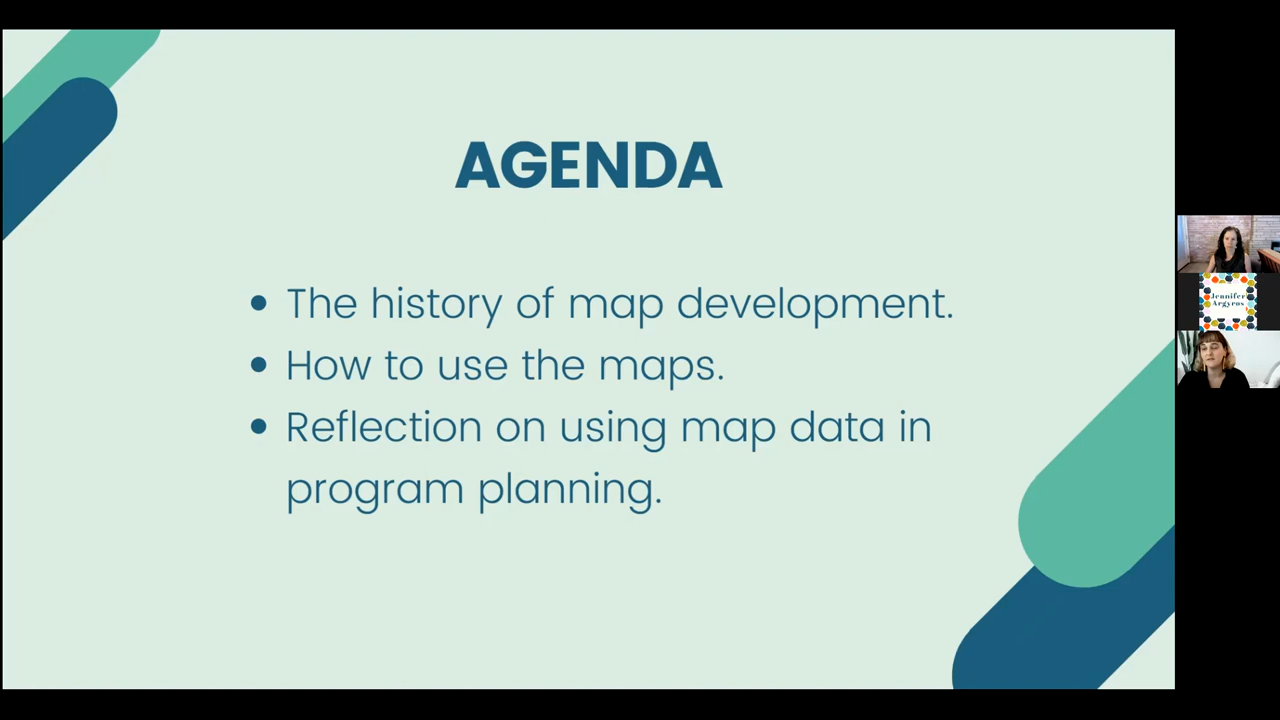 AGENDA
• The history of map development.
• How to use the maps.
• Reflection on using map data in
program planning.
Jennifer
Argyros